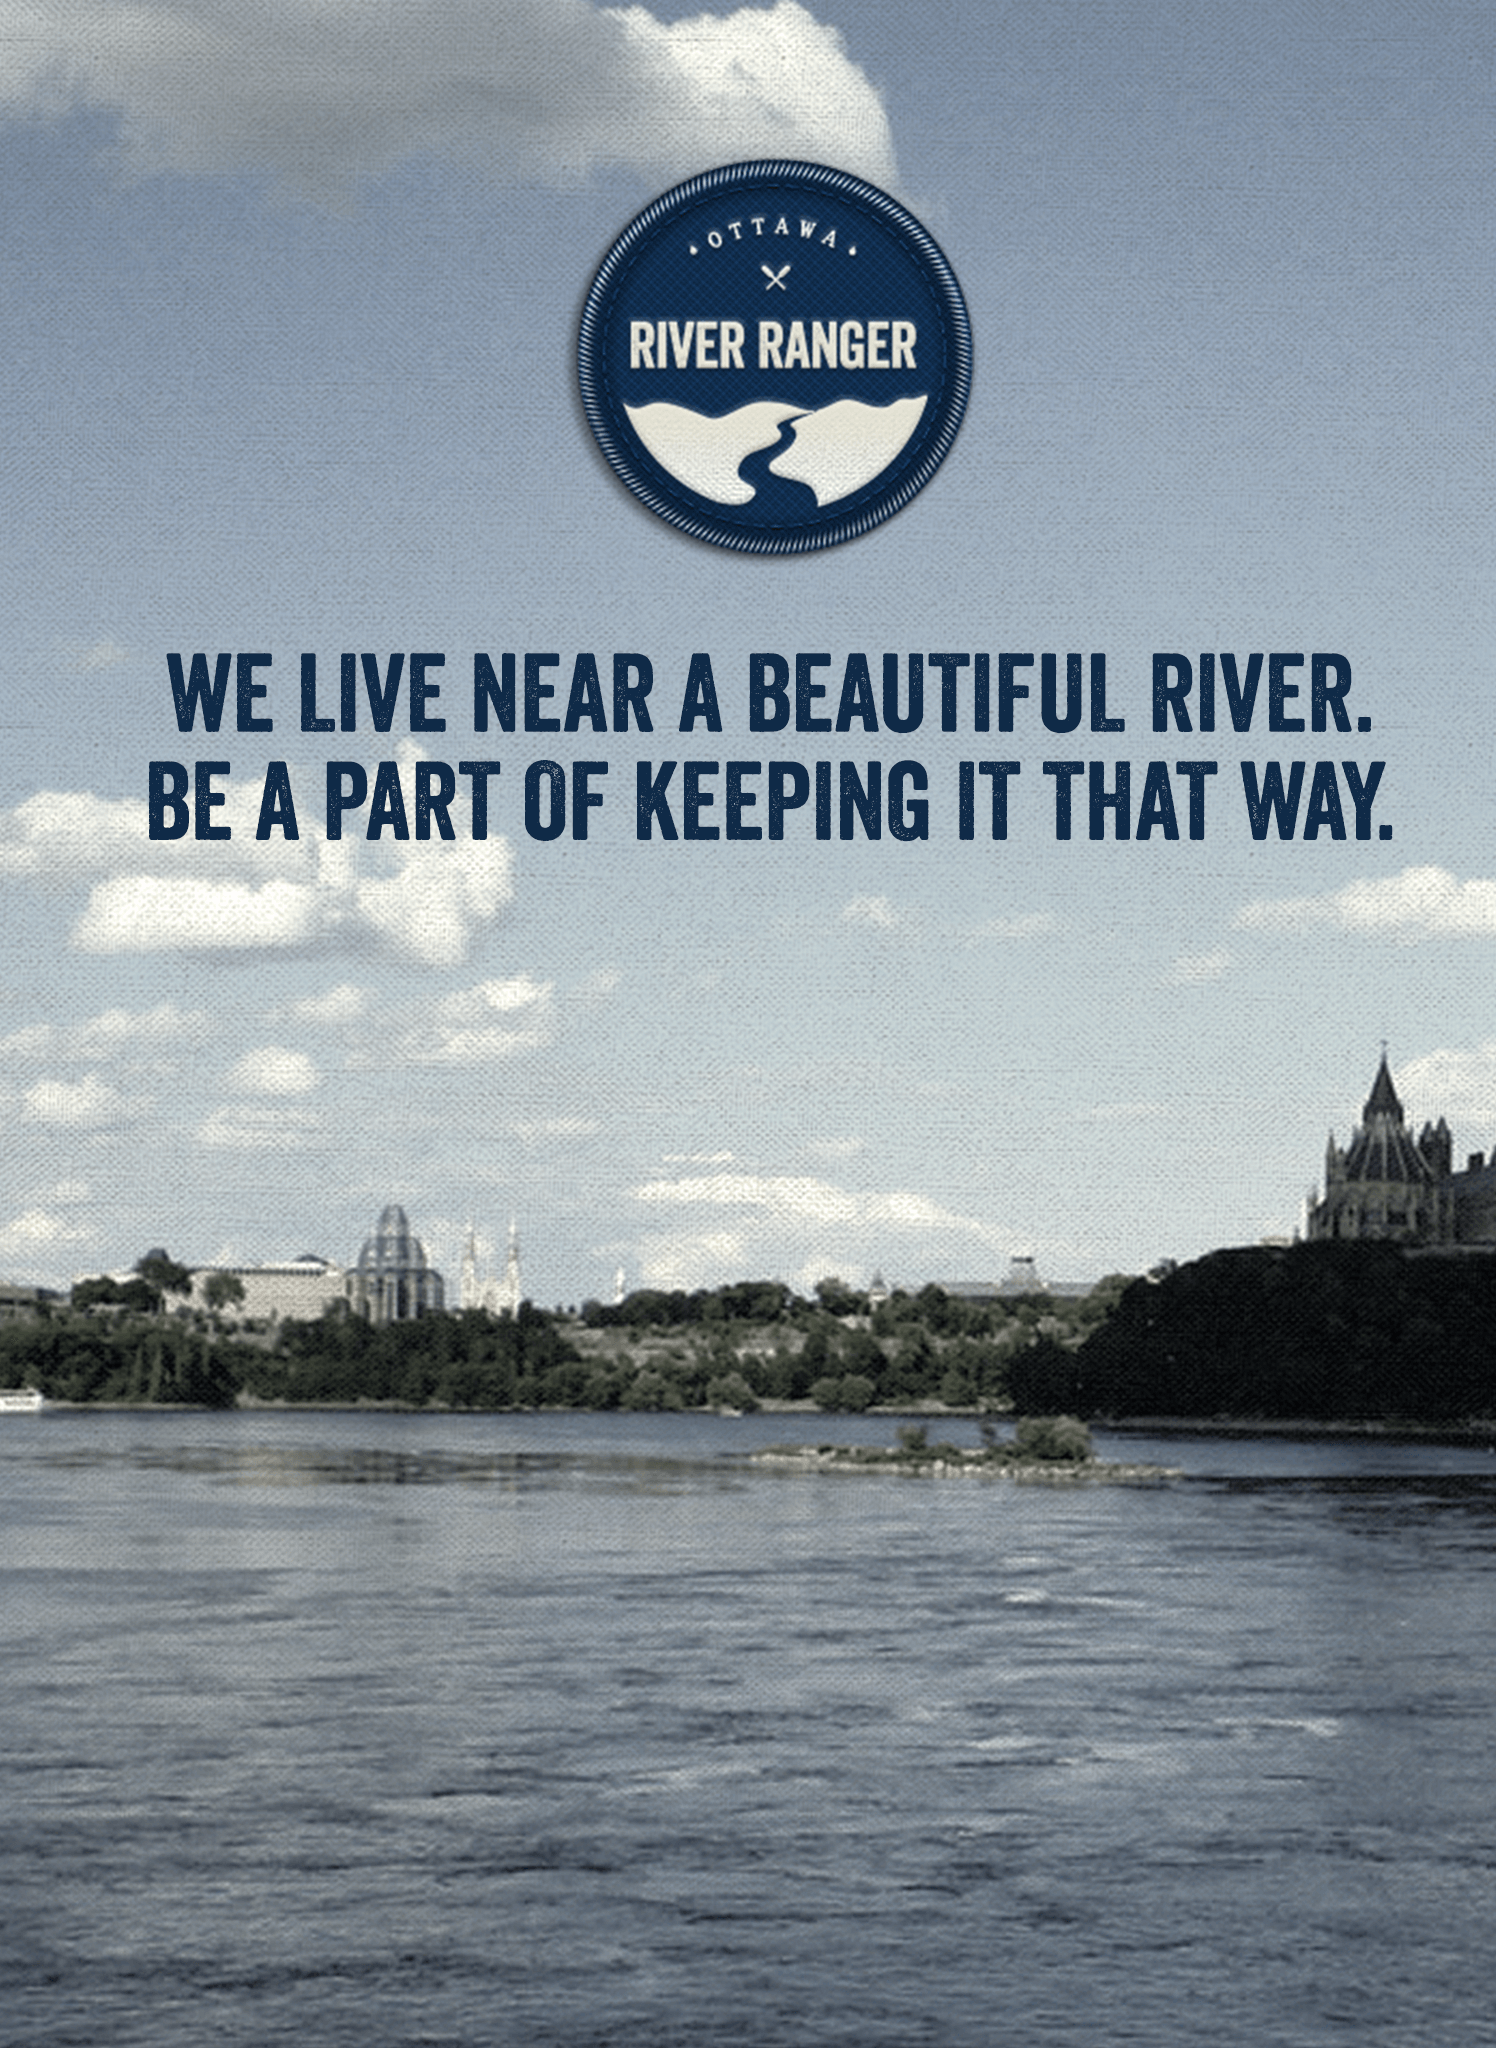 OTTAWA
RIVER RANGER
WE LIVE NEAR A BEAUTIFUL RIVER.
BE A PART OF KEEPING IT THAT WAY.